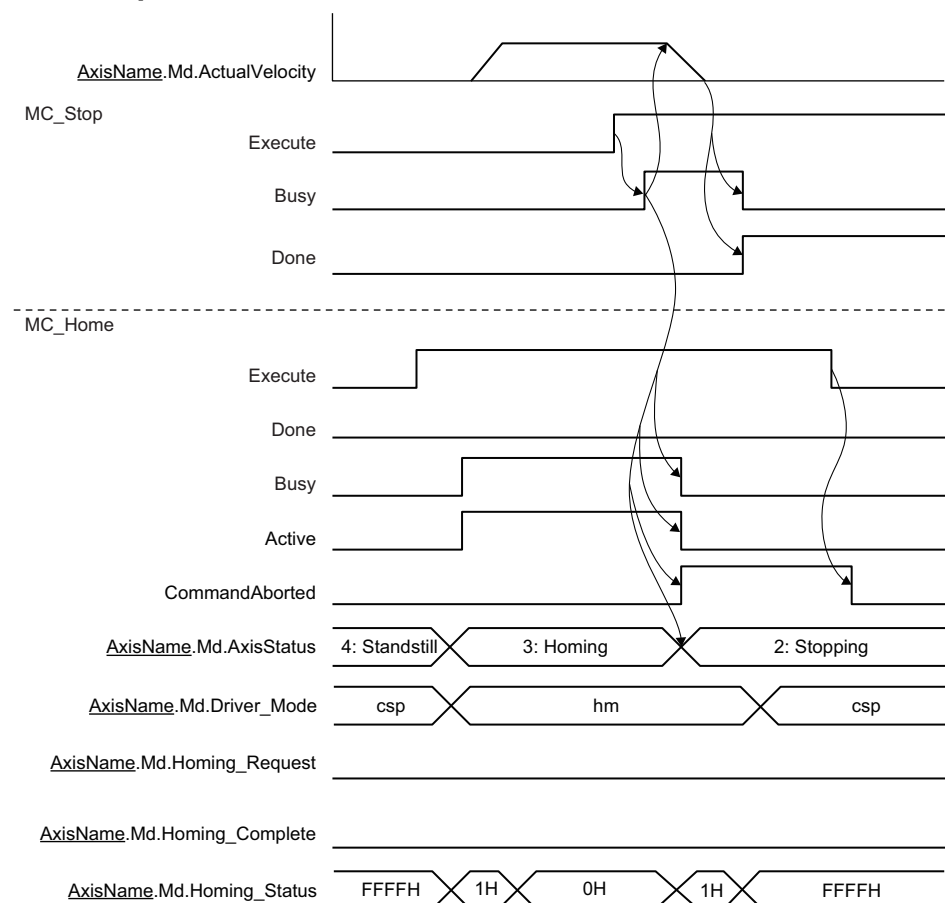 AxisName.Md.ActualVelocity
MC_Stop
Execute
Busy
Done
MC_Home
Execute
Done
Busy
Active
CommandAborted
AxisName.Md.AxisStatus 4: Standstill 3: Homing 2: Stopping
AxisName.Md.Driver_Mode csp hm csp
AxisName.Md.Homing_Request
AxisName.Md.Homing_Complete
AxisName.Md.Homing_Status FFFFH 1H 0H 1H FFFFH